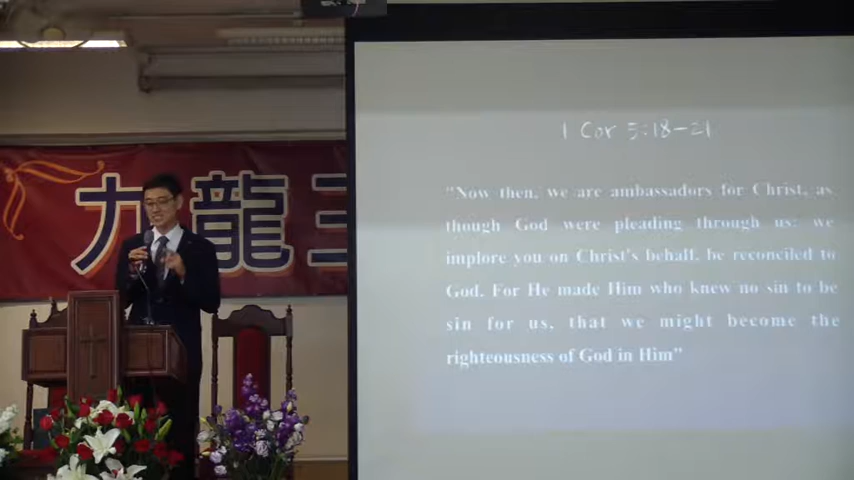 九龍王
1 Cor 5:18-21
"Now then, we are ambassadors for Christ, as
though God were pleading through us: we
implore you on Christ's behalf, be reconciled to
God. For He made Him who knew no sin to be
sin for us, that we might become the
righteousness of God in Him"